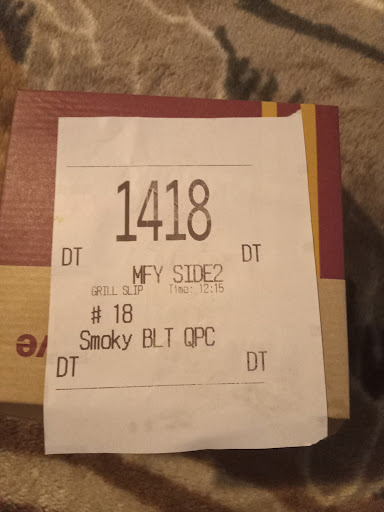 1418
DT DT
MFY SIDE2
GRILL SLIP Time: 12:15
# 18
Smoky BLT QPC
DT DT